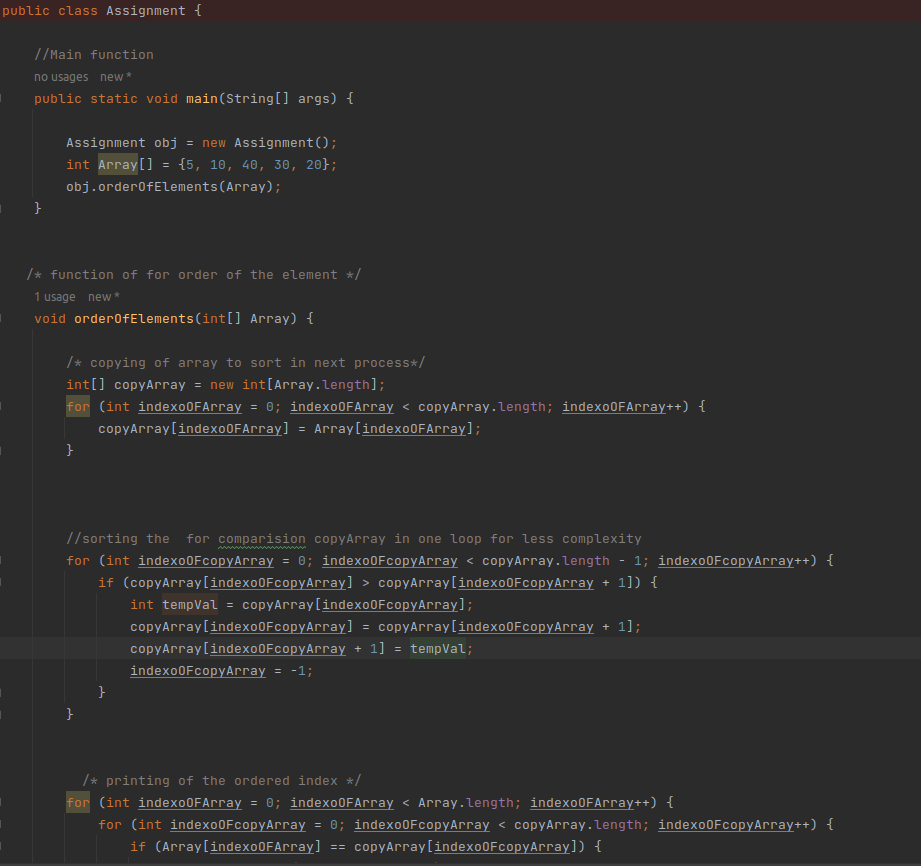 public class Assignment {
//Main function
no usages new *
public static void main(String[] args) {
Assignment obj = new Assignment();
int Array[] = {5, 10, 40, 30, 20};
obj.orderOfElements(Array);
}
/* function of for order of the element */
1 usage new *
void orderOfElements(int[] Array) {
/* copying of array to sort in next process*/
int[] copyArray = new int[Array.length];
for (int indexoOFArray = 0; indexoOFArray < copyArray.length; indexoOFArray++) {
copyArray[indexoOFArray] = Array[indexoOFArray];
}
//sorting the  for comparision copyArray in one loop for less complexity
for (int indexoOFcopyArray = 0; indexoOFcopyArray < copyArray.length - 1; indexoOFcopyArray++) {
if (copyArray[indexoOFcopyArray] > copyArray[indexoOFcopyArray + 1]) {
int tempVal = copyArray[indexoOFcopyArray];
copyArray[indexoOFcopyArray] = copyArray[indexoOFcopyArray + 1];
copyArray[indexoOFcopyArray + 1] = tempVal;
indexoOFcopyArray = -1;
}
}
/* printing of the ordered index */
for (int indexoOFArray = 0; indexoOFArray < Array.length; indexoOFArray++) {
for (int indexoOFcopyArray = 0; indexoOFcopyArray < copyArray.length; indexoOFcopyArray++) {
if (Array[indexoOFArray] == copyArray[indexoOFcopyArray]) {